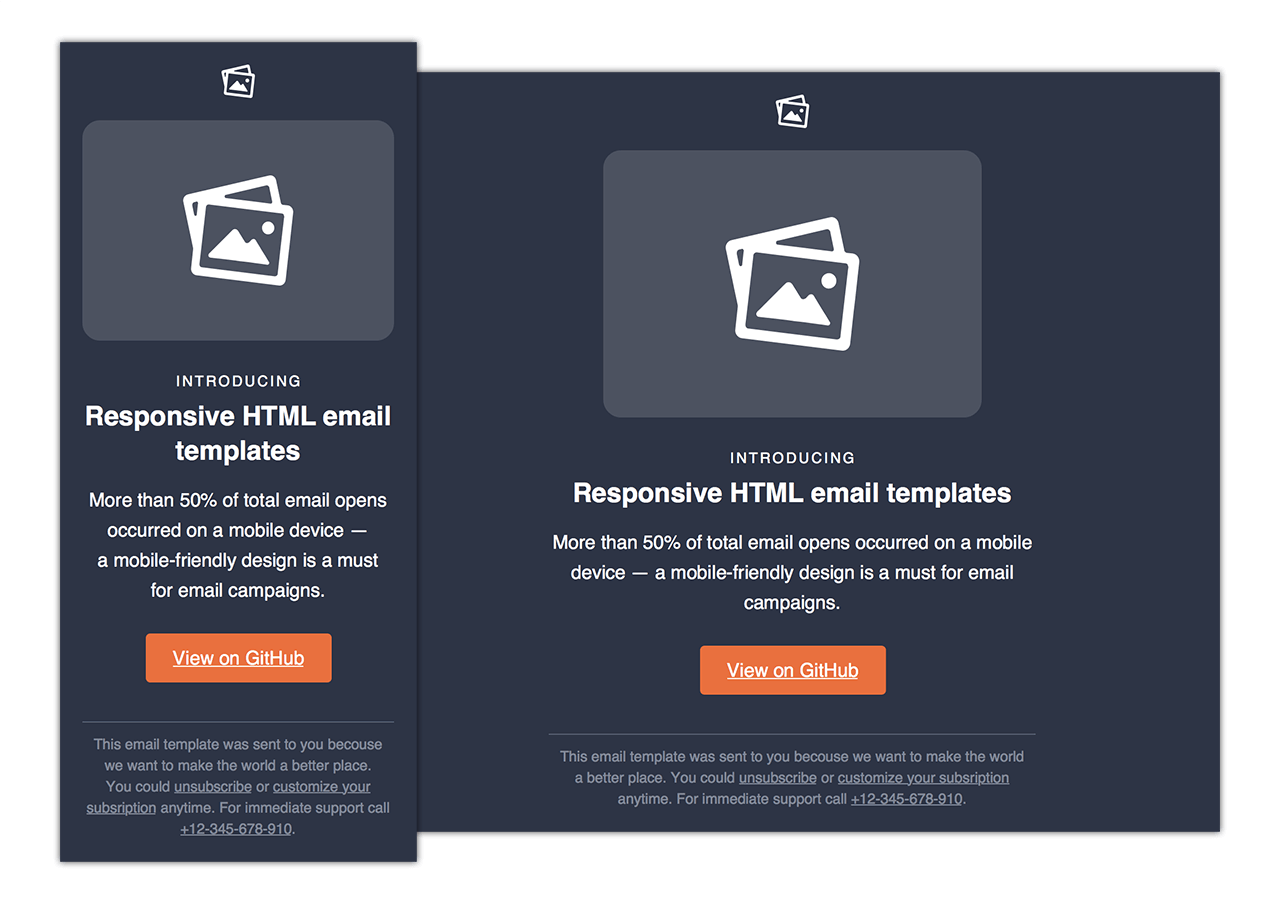 INTRODUCING
Responsive HTML email
templates
More than 50% of total email opens
occurred on a mobile device —
a mobile-friendly design is a must
for email campaigns.
View on GitHub
This email template was sent to you becouse
we want to make the world a better place.
You could unsubscribe or customize your
subsription anytime. For immediate support call
+12-345-678-910.
INTRODUCING
Responsive HTML email templates
More than 50% of total email opens occurred on a mobile
device — a mobile-friendly design is a must for email
campaigns.
View on GitHub
This email template was sent to you becouse we want to make the world
a better place. You could unsubscribe or customize your subsription
anytime. For immediate support call +12-345-678-910.